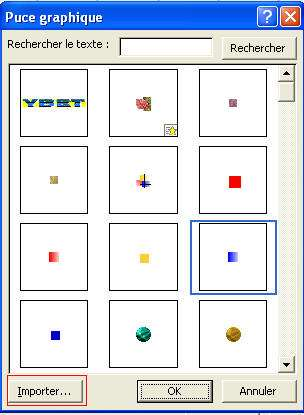 Puce graphique
Rechercher le texte :
Rechercher
YBET
Importer...
OK
Annuler